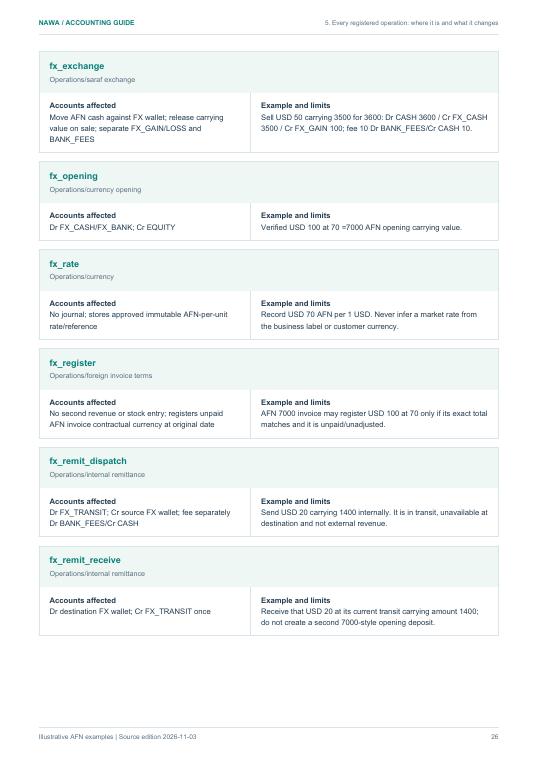 NAWA / ACCOUNTING GUIDE
5. Every registered operation: where it is and what it changes
fx_exchange
Operations/saraf exchange
Accounts affected
Move AFN cash against FX wallet; release carrying
value on sale; separate FX_GAIN/LOSS and
BANK_FEES
Example and limits
Sell USD 50 carrying 3500 for 3600: Dr CASH 3600 / Cr FX_CASH
3500 / Cr FX_GAIN 100; fee 10 Dr BANK_FEES/Cr CASH 10.
fx_opening
Operations/currency opening
Accounts affected
Dr FX_CASH/FX_BANK; Cr EQUITY
Example and limits
Verified USD 100 at 70 =7000 AFN opening carrying value.
fx_rate
Operations/currency
Accounts affected
No journal; stores approved immutable AFN-per-unit
rate/reference
Example and limits
Record USD 70 AFN per 1 USD. Never infer a market rate from
the business label or customer currency.
fx_register
Operations/foreign invoice terms
Accounts affected
No second revenue or stock entry; registers unpaid
AFN invoice contractual currency at original date
Example and limits
AFN 7000 invoice may register USD 100 at 70 only if its exact total
matches and it is unpaid/unadjusted.
fx_remit_dispatch
Operations/internal remittance
Accounts affected
Dr FX_TRANSIT; Cr source FX wallet; fee separately
Dr BANK_FEES/Cr CASH
Example and limits
Send USD 20 carrying 1400 internally. It is in transit, unavailable at
destination and not external revenue.
fx_remit_receive
Operations/internal remittance
Accounts affected
Dr destination FX wallet; Cr FX_TRANSIT once
Example and limits
Receive that USD 20 at its current transit carrying amount 1400;
do not create a second 7000-style opening deposit.
Illustrative AFN examples | Source edition 2026-11-03
26